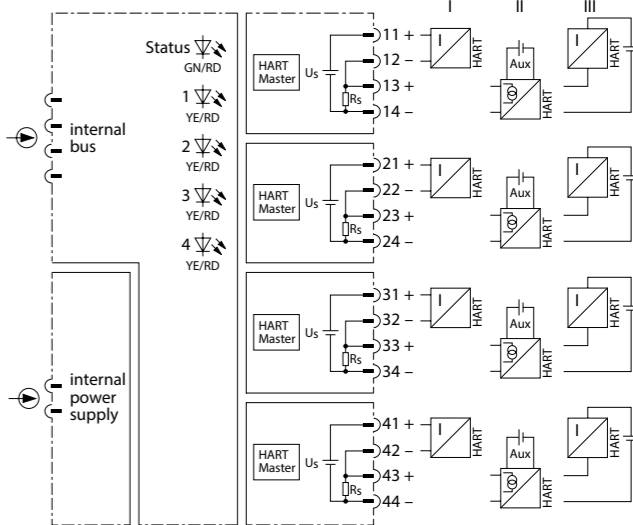 I II III
Status
GN/RD
1
YE/RD
2
YE/RD
3
YE/RD
4
YE/RD
internal
bus
internal
power
supply
HART
Master
Us
Rs
11 +
12 −
13 +
14 −
I
HART
Aux
HART
I
HART
HART
Master
Us
Rs
21 +
22 −
23 +
24 −
I
HART
Aux
HART
I
HART
HART
Master
Us
Rs
31 +
32 −
33 +
34 −
I
HART
Aux
HART
I
HART
HART
Master
Us
Rs
41 +
42 −
43 +
44 −
I
HART
Aux
HART
I
HART